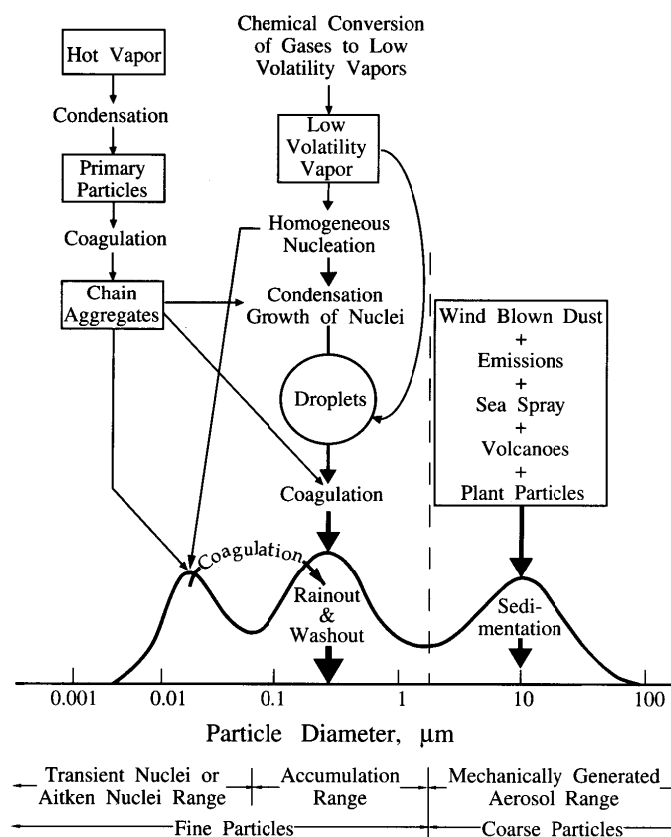 Hot Vapor
Condensation
Primary
Particles
Coagulation
Chain
Aggregates
Chemical Conversion
of Gases to Low
Volatility Vapors
Low
Volatility
Vapor
Homogeneous
Nucleation
Condensation
Growth of Nuclei
Droplets
Coagulation
Coagulation
Rainout
&
Washout
Wind Blown Dust
+
Emissions
+
Sea Spray
+
Volcanoes
+
Plant Particles
Sedi-
mentation
0.001 0.01 0.1 1 10 100
Particle Diameter, μm
Transient Nuclei or
Aitken Nuclei Range
Accumulation
Range
Mechanically Generated
Aerosol Range
Fine Particles
Coarse Particles